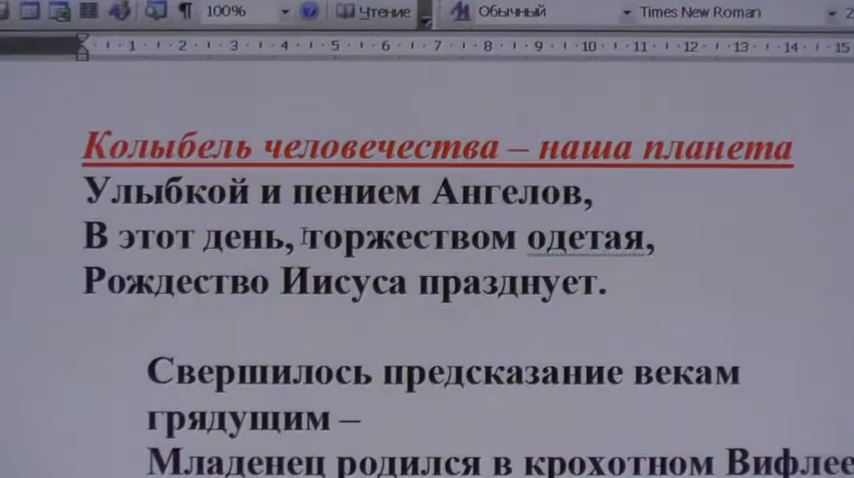 100% Чтение Обычный Times New Roman 2
1 2 3 4 5 6 7 8 9 10 11 12 13 14 15
Колыбель человечества – наша планета
Улыбкой и пением Ангелов,
В этот день, торжеством одетая,
Рождество Иисуса празднует.
Свершилось предсказание векам
грядущим –
Младенец родился в крохотном Вифлее